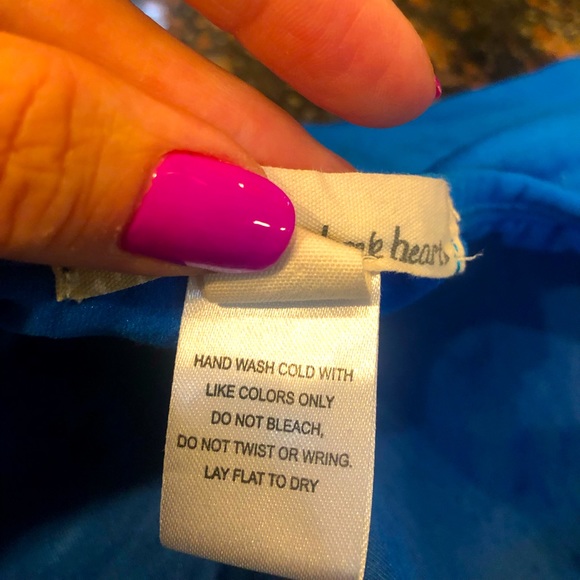 hearts
HAND WASH COLD WITH
LIKE COLORS ONLY
DO NOT BLEACH,
DO NOT TWIST OR WRING.
LAY FLAT TO DRY